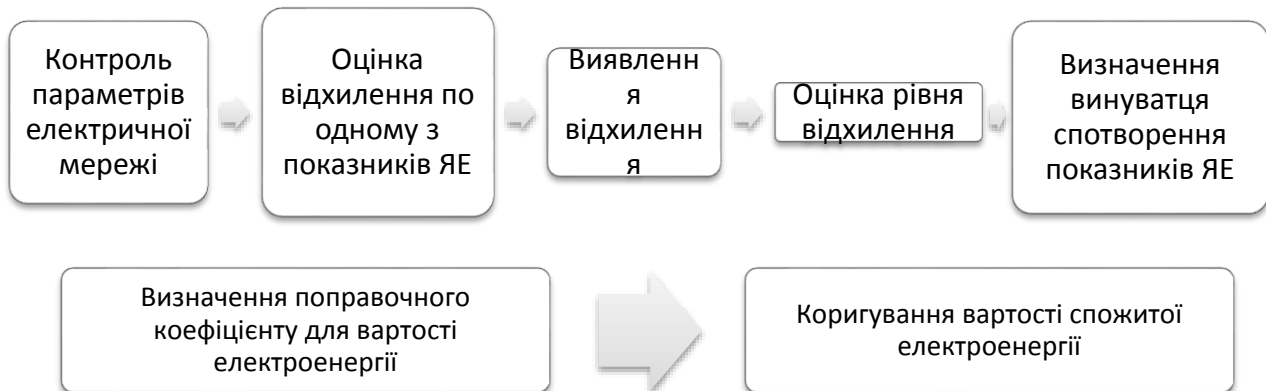 Контроль
параметрів
електричної
мережі
Оцінка
відхилення по
одному з
показників ЯЕ
Виявленн
я
відхиленн
я
Оцінка рівня
відхилення
Визначення
винуватця
спотворення
показників ЯЕ
Визначення поправочного
коефіцієнту для вартості
електроенергії
Коригування вартості спожитої
електроенергії